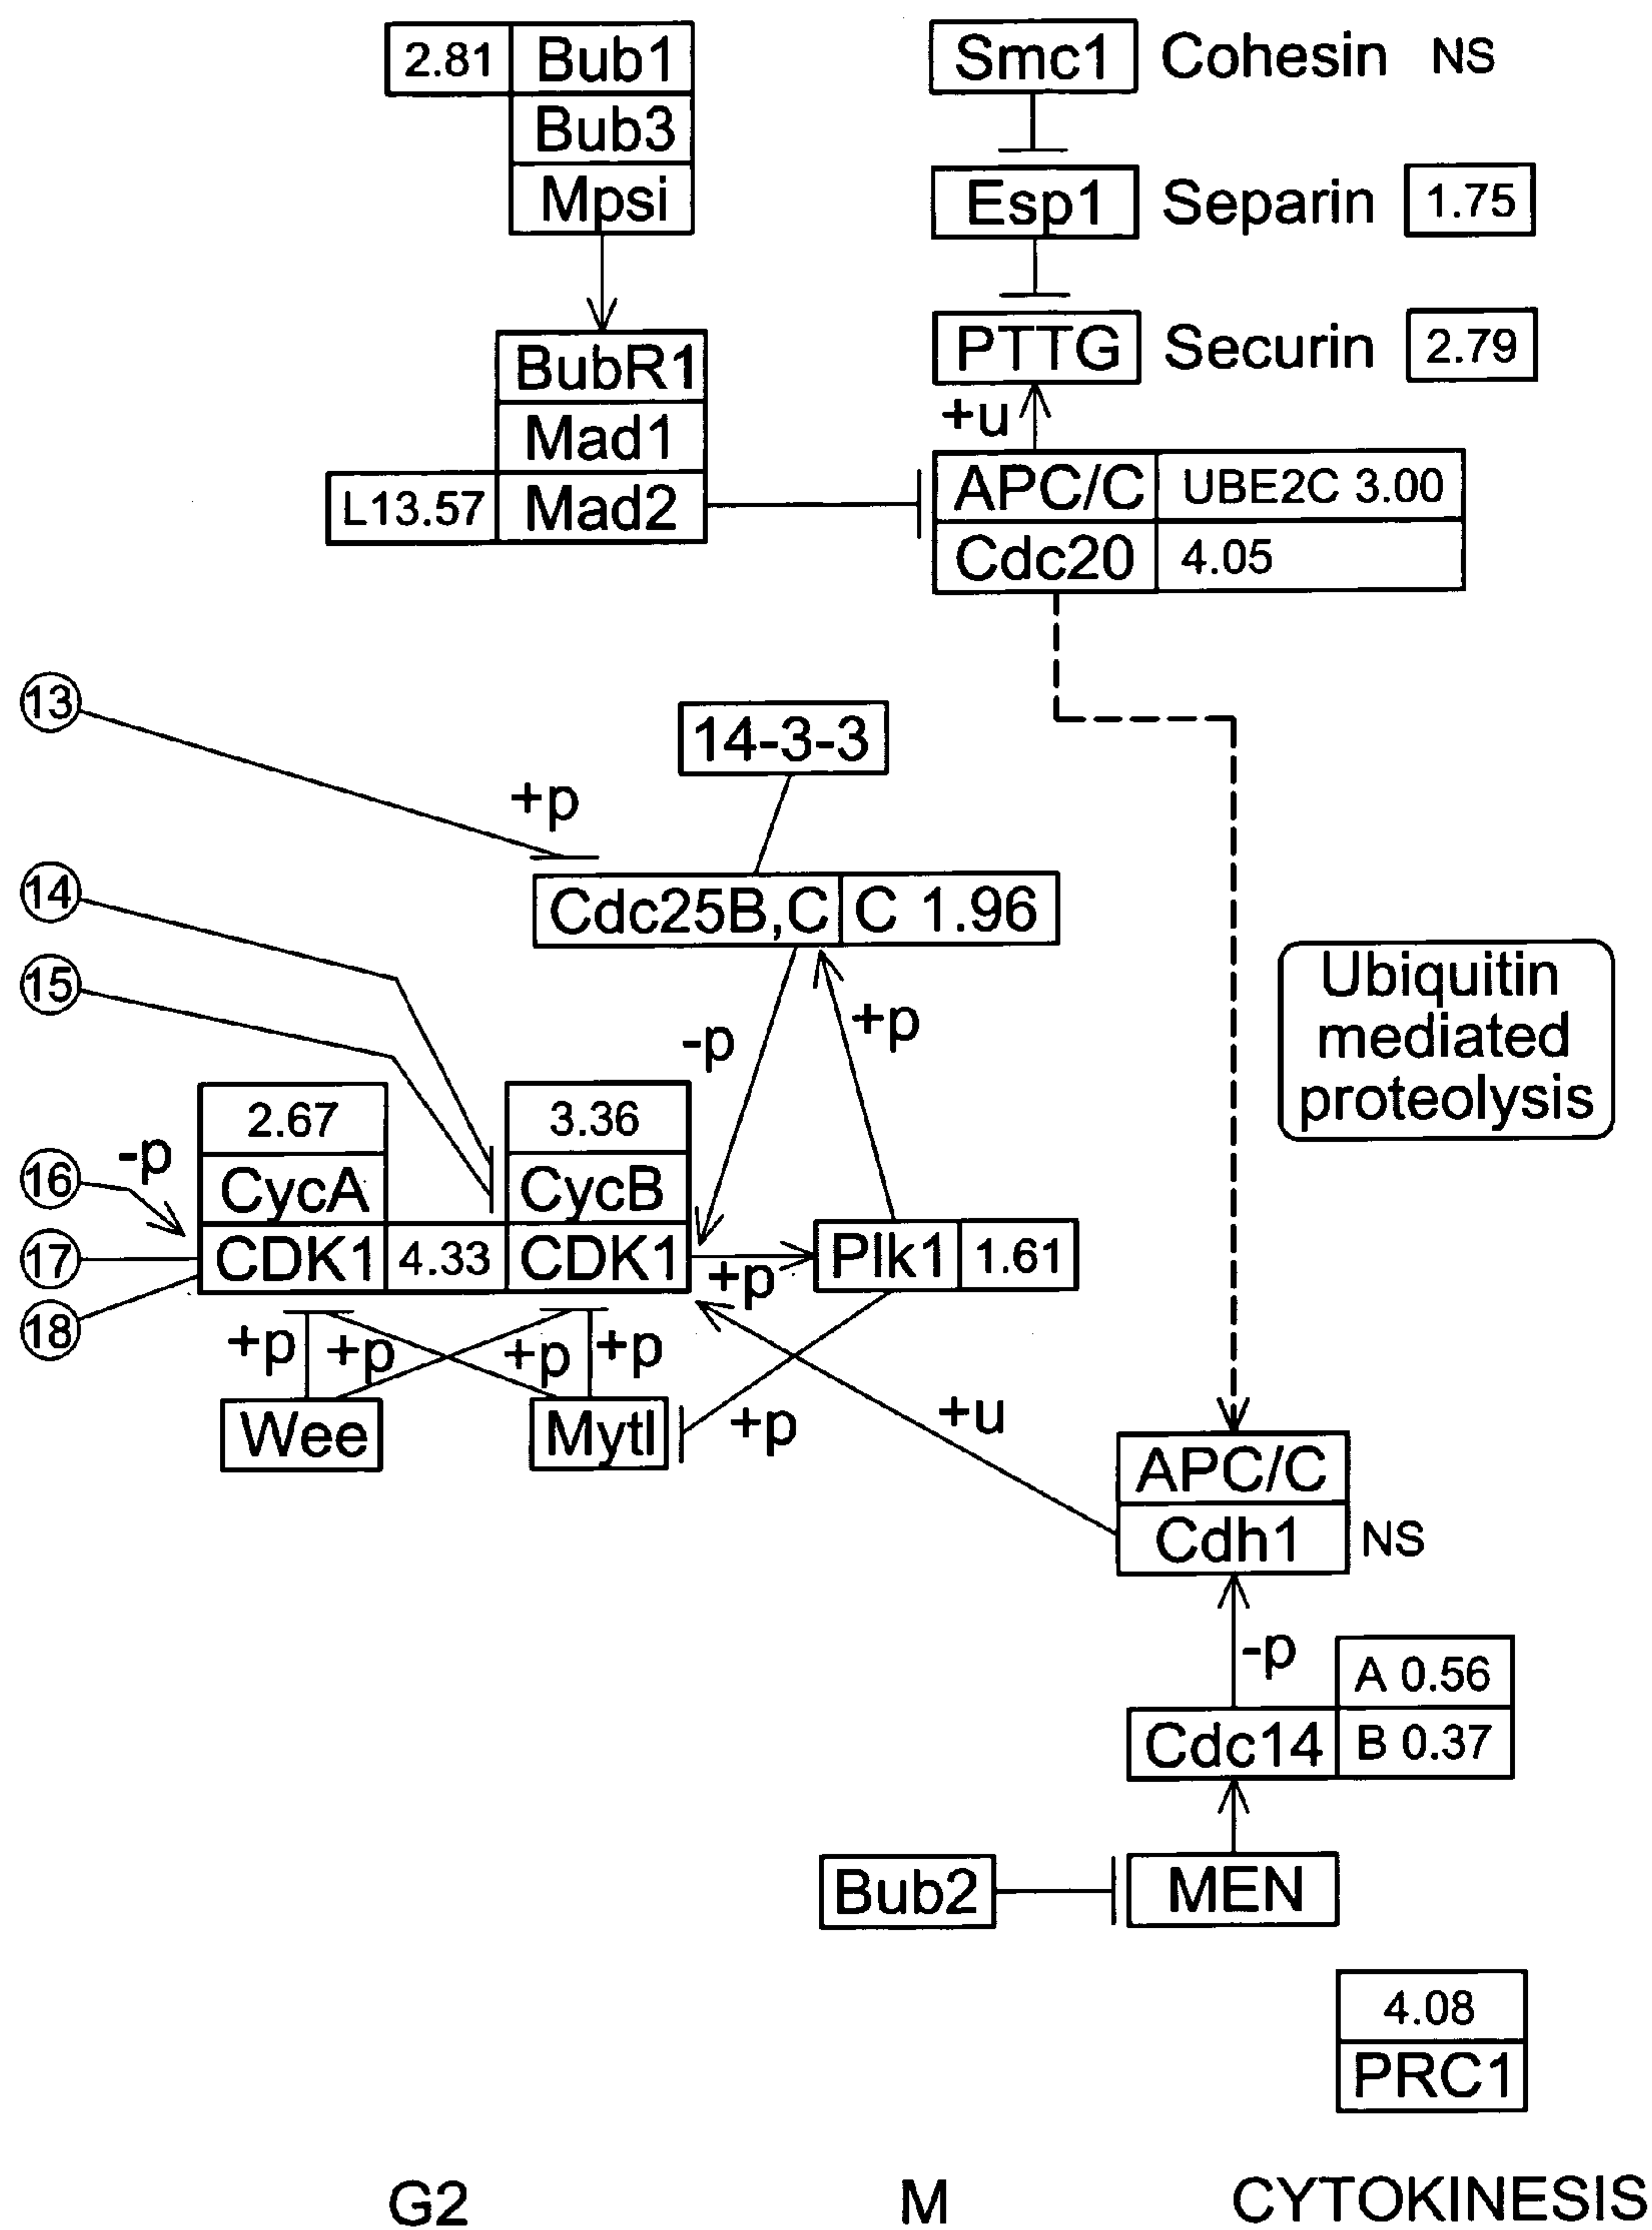 2.81 Bub1
Bub3
Mpsi
Smc1 Cohesin NS
Esp1 Separin 1.75
PTTG Securin 2.79
+u
BubR1
Mad1
L13.57 Mad2
APC/C UBE2C 3.00
Cdc20 4.05
13
14-3-3
+p
14
Cdc25B,C C 1.96
15
-p
+p
Ubiquitin
mediated
proteolysis
2.67
3.36
16
-p
CycA
CycB
17
CDK1 4.33 CDK1
+p
Plk1 1.61
18
+p +p +p +p
Wee
Mytl
+p
+u
APC/C
Cdh1 NS
-p
A 0.56
Cdc14 B 0.37
Bub2
MEN
4.08
PRC1
G2 M CYTOKINESIS